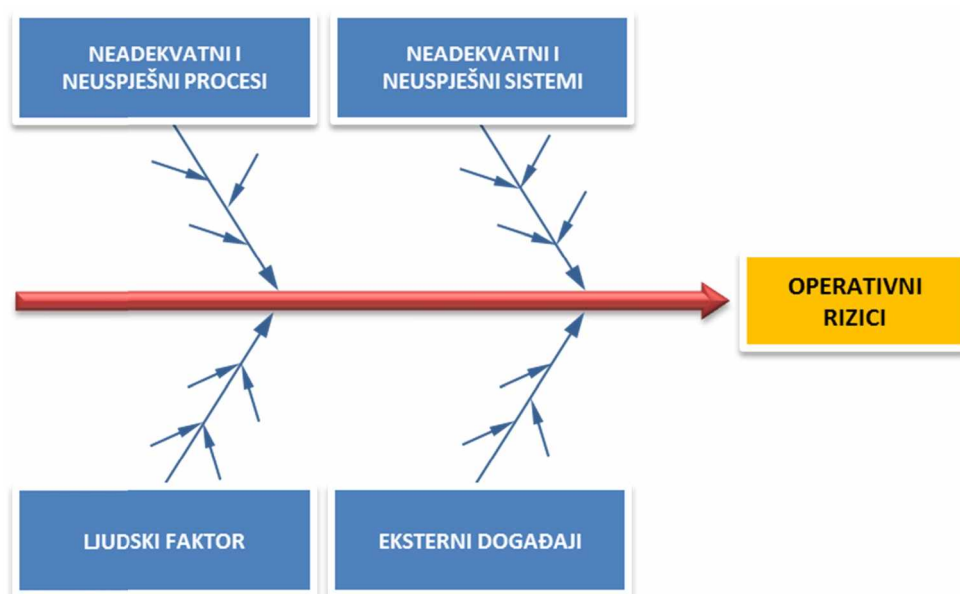 NEADEKVATNI I
NEUSPJEŠNI PROCESI
NEADEKVATNI I
NEUSPJEŠNI SISTEMI
OPERATIVNI
RIZICI
LJUDSKI FAKTOR
EKSTERNI DOGAĐAJI